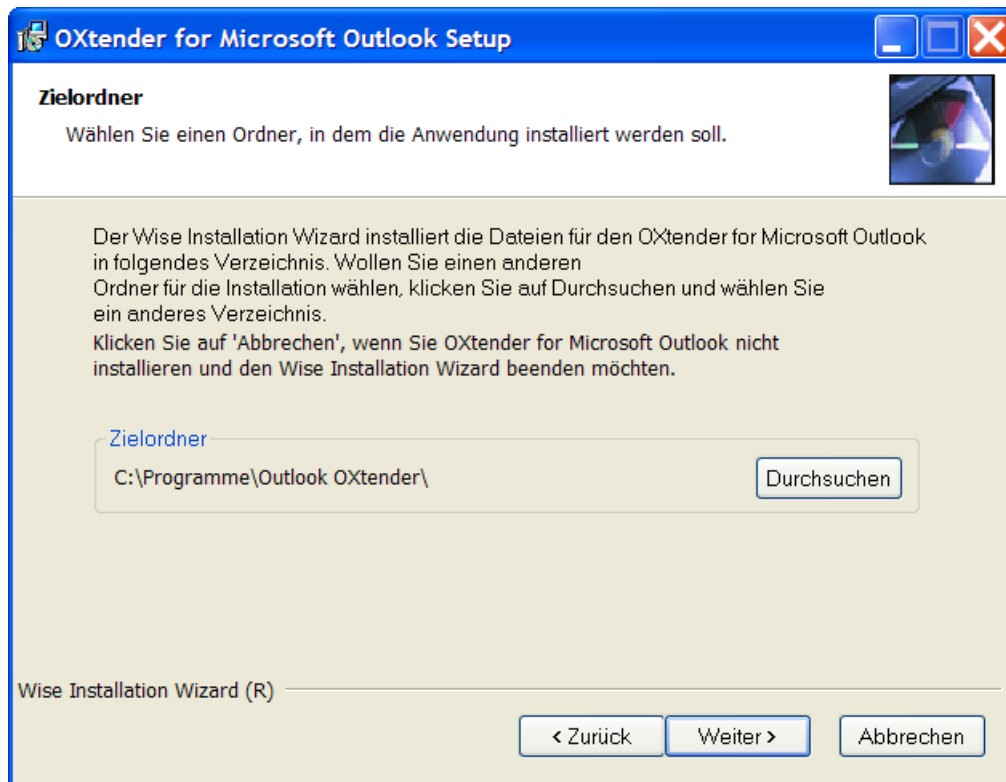 OXtender for Microsoft Outlook Setup
Zielordner
Wählen Sie einen Ordner, in dem die Anwendung installiert werden soll.
Der Wise Installation Wizard installiert die Dateien für den OXtender for Microsoft Outlook
in folgendes Verzeichnis. Wollen Sie einen anderen
Ordner für die Installation wählen, klicken Sie auf Durchsuchen und wählen Sie
ein anderes Verzeichnis.
Klicken Sie auf 'Abbrechen', wenn Sie OXtender for Microsoft Outlook nicht
installieren und den Wise Installation Wizard beenden möchten.
Zielordner
C:\Programme\Outlook OXtender\
Durchsuchen
Wise Installation Wizard (R)
< Zurück
Weiter >
Abbrechen